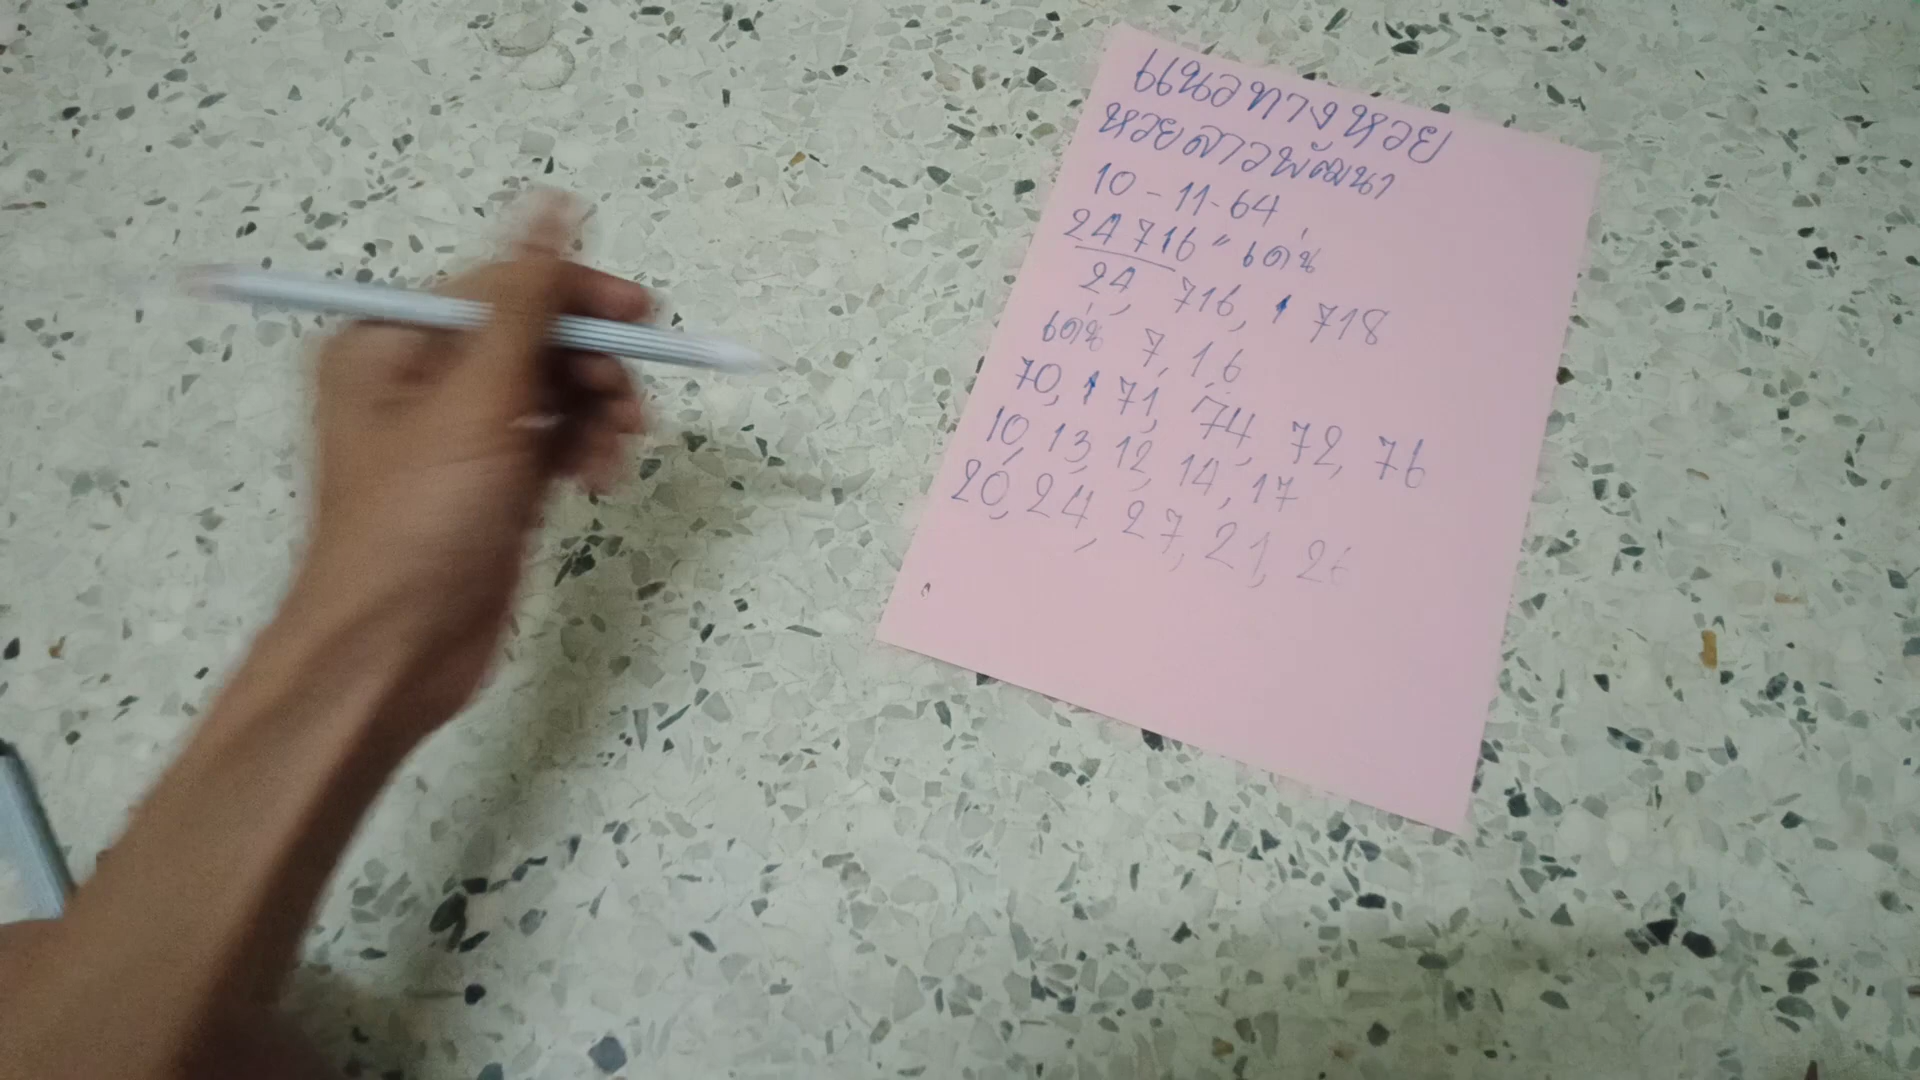 แนอทางหวย
หวยลาวพัฒนา
10-11-64
24716 " เด่น
24, 716, 718
เด่น 7, 1 6
70, 71, 74, 72, 76
10, 13, 12, 14, 17
20, 24, 27, 21, 26